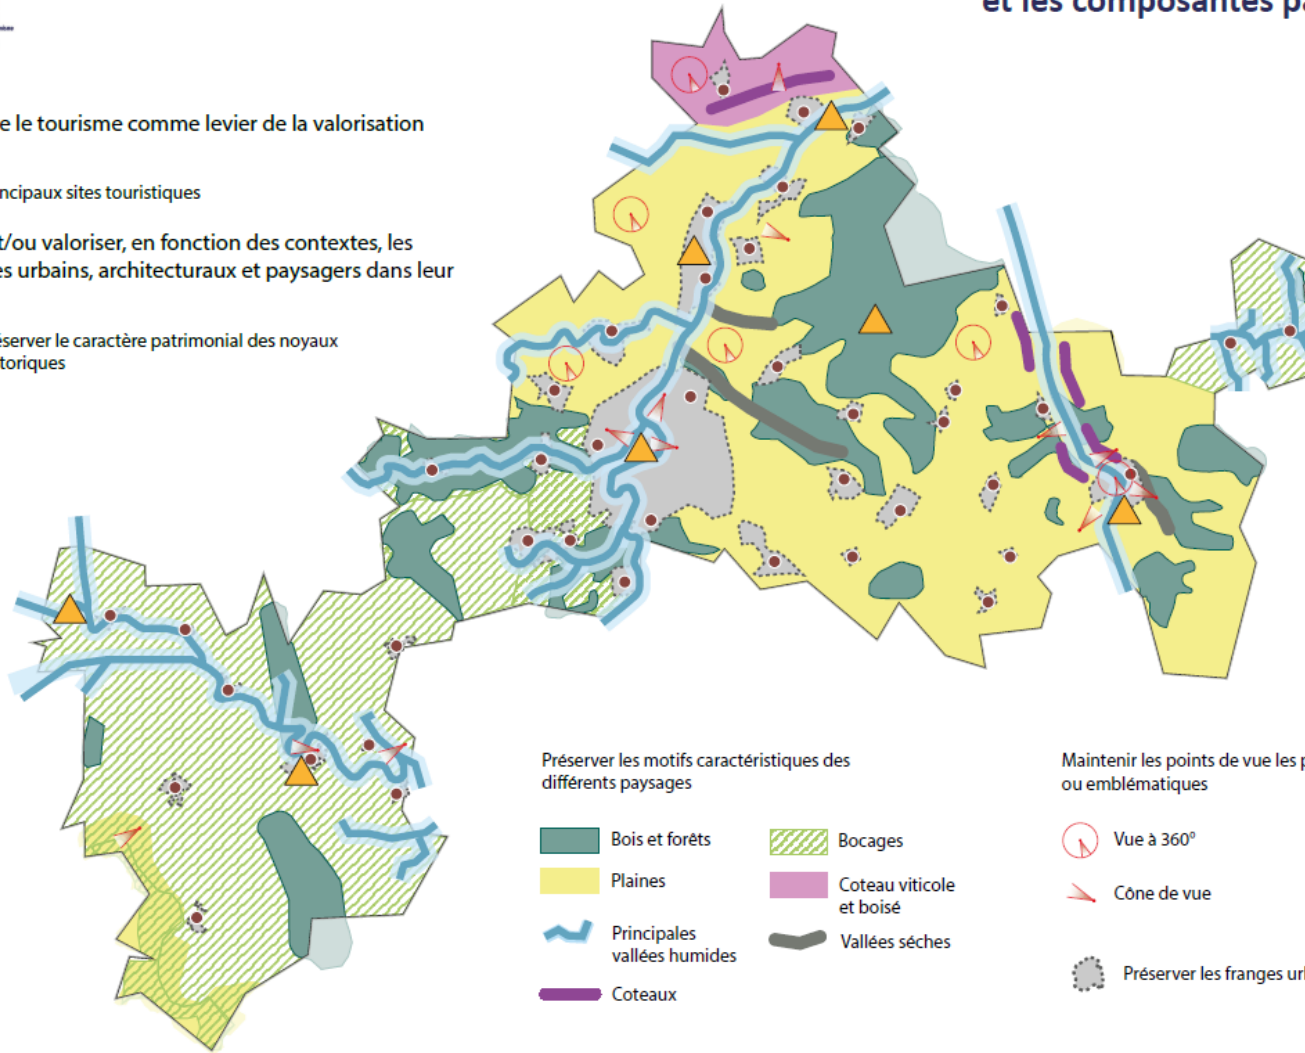 et les composantes pa
e le tourisme comme levier de la valorisation
ncipaux sites touristiques
t/ou valoriser, en fonction des contextes, les
es urbains, architecturaux et paysagers dans leur
éserver le caractère patrimonial des noyaux
toriques
Préserver les motifs caractéristiques des
différents paysages
Bois et forêts
Plaines
Principales
vallées humides
Coteaux
Bocages
Coteau viticole
et boisé
Vallées séches
Maintenir les points de vue les p
ou emblématiques
Vue à 360°
Cône de vue
Préserver les franges url